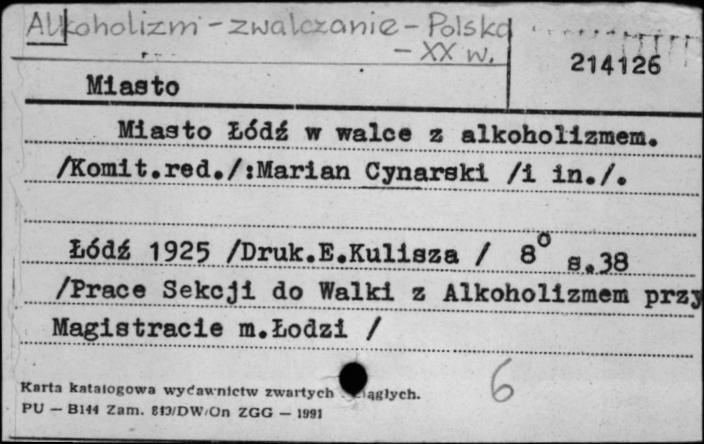 Alkoholizm - zwalczanie - Polska
- XX w.
214126
Miasto
Miasto Łódź w walce z alkoholizmem.
/Komit.red./:Marian Cynarski /i in./.
Łódź 1925 /Druk.E.Kulisza / 8° s.38
/Prace Sekcji do Walki z Alkoholizmem przy
Magistracie m.Łodzi /
6
Karta katalogowa wydawnictw zwartych ciągłych.
PU — B144 Zam. 843/DW/On ZGG — 1991